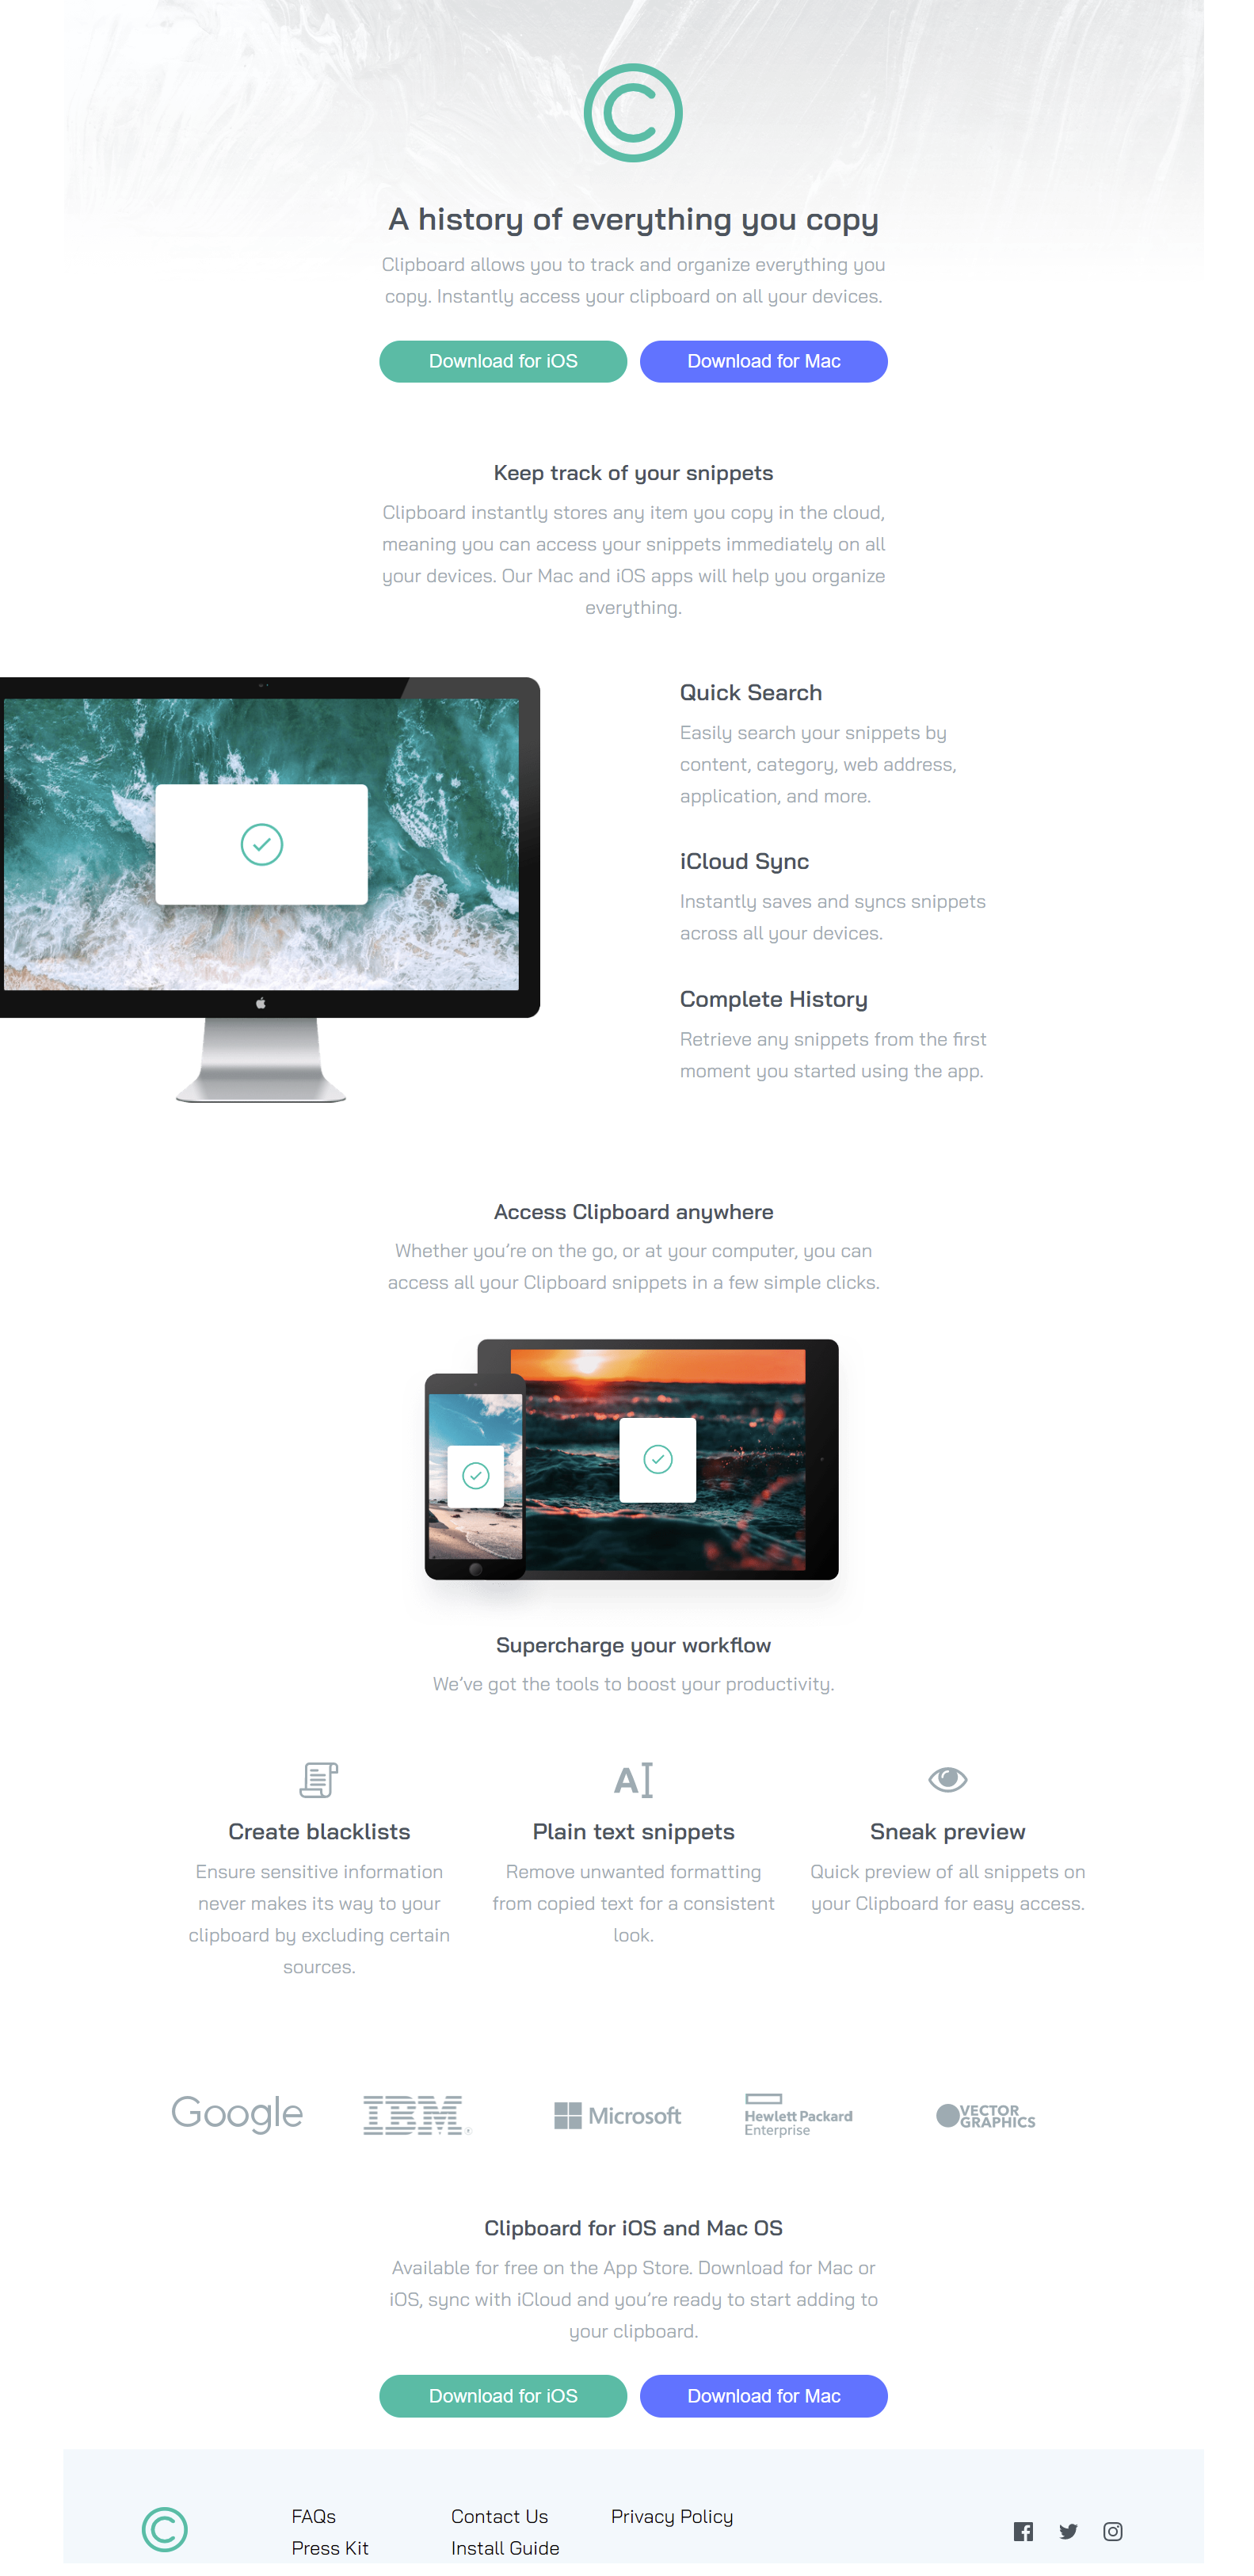 A history of everything you copy
Clipboard allows you to track and organize everything you
copy. Instantly access your clipboard on all your devices.
Download for iOS
Download for Mac
Keep track of your snippets
Clipboard instantly stores any item you copy in the cloud,
meaning you can access your snippets immediately on all
your devices. Our Mac and iOS apps will help you organize
everything.
Quick Search
Easily search your snippets by
content, category, web address,
application, and more.
iCloud Sync
Instantly saves and syncs snippets
across all your devices.
Complete History
Retrieve any snippets from the first
moment you started using the app.
Access Clipboard anywhere
Whether you’re on the go, or at your computer, you can
access all your Clipboard snippets in a few simple clicks.
Supercharge your workflow
We’ve got the tools to boost your productivity.
Create blacklists
Ensure sensitive information
never makes its way to your
clipboard by excluding certain
sources.
Plain text snippets
Remove unwanted formatting
from copied text for a consistent
look.
Sneak preview
Quick preview of all snippets on
your Clipboard for easy access.
Google
IBM®
Microsoft
Hewlett Packard
Enterprise
VECTOR
GRAPHICS
Clipboard for iOS and Mac OS
Available for free on the App Store. Download for Mac or
iOS, sync with iCloud and you’re ready to start adding to
your clipboard.
Download for iOS
Download for Mac
FAQs
Press Kit
Contact Us
Install Guide
Privacy Policy